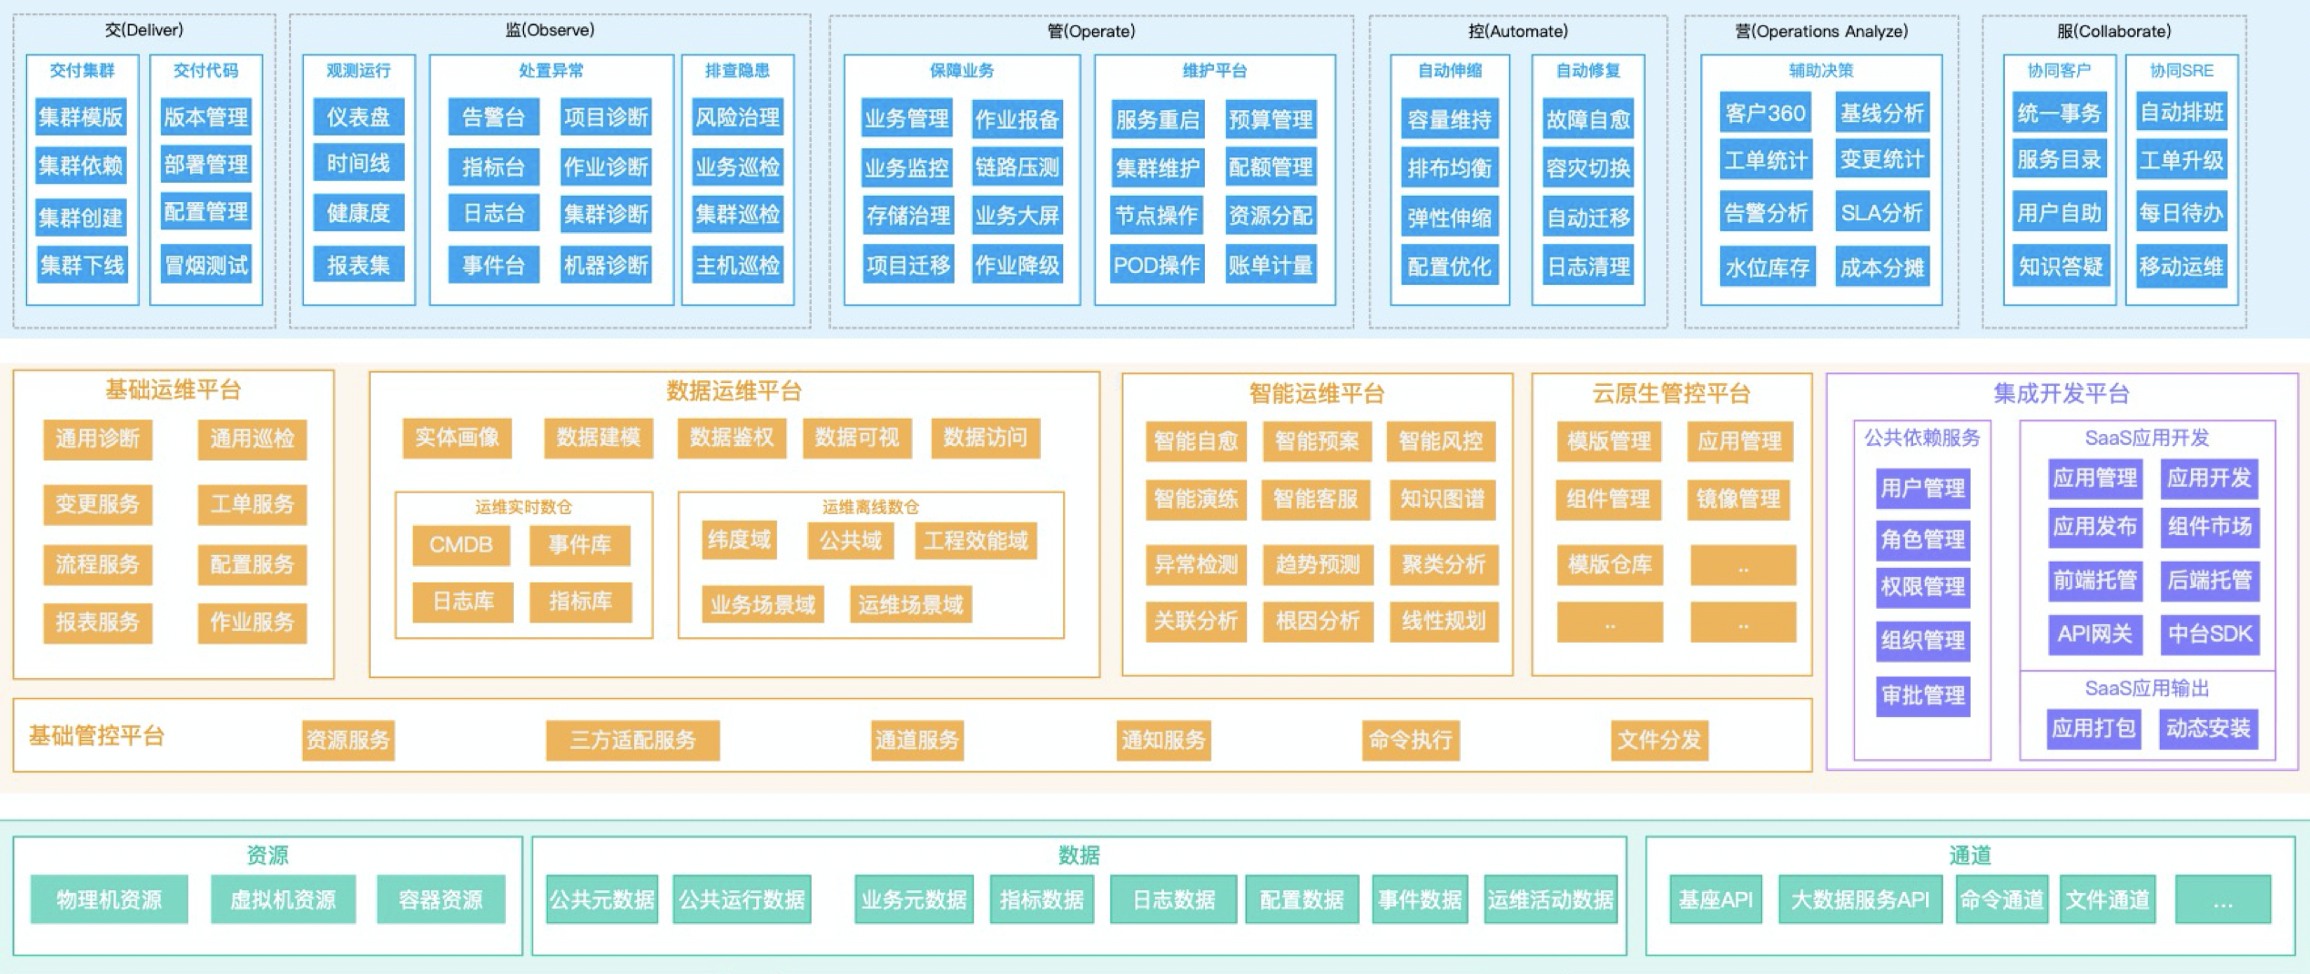 交(Deliver)
交付集群
集群模版
集群依赖
集群创建
集群下线
交付代码
版本管理
部署管理
配置管理
冒烟测试
监(Observe)
观测运行
仪表盘
时间线
健康度
报表集
处置异常
告警台 项目诊断
指标台 作业诊断
日志台 集群诊断
事件台 机器诊断
排查隐患
风险治理
业务巡检
集群巡检
主机巡检
管(Operate)
保障业务
业务管理 作业报备
业务监控 链路压测
存储治理 业务大屏
项目迁移 作业降级
维护平台
服务重启 预算管理
集群维护 配额管理
节点操作 资源分配
POD操作 账单计量
控(Automate)
自动伸缩
容量维持
排布均衡
弹性伸缩
配置优化
自动修复
故障自愈
容灾切换
自动迁移
日志清理
营(Operations Analyze)
辅助决策
客户360 基线分析
工单统计 变更统计
告警分析 SLA分析
水位库存 成本分摊
服(Collaborate)
协同客户
统一事务
服务目录
用户自助
知识答疑
协同SRE
自动排班
工单升级
每日待办
移动运维
基础运维平台
通用诊断 通用巡检
变更服务 工单服务
流程服务 配置服务
报表服务 作业服务
数据运维平台
实体画像 数据建模 数据鉴权 数据可视 数据访问
运维实时数仓
CMDB 事件库
日志库 指标库
运维离线数仓
纬度域 公共域 工程效能域
业务场景域 运维场景域
智能运维平台
智能自愈 智能预案 智能风控
智能演练 智能客服 知识图谱
异常检测 趋势预测 聚类分析
关联分析 根因分析 线性规划
云原生管控平台
模版管理 应用管理
组件管理 镜像管理
模版仓库 ..
.. ..
集成开发平台
公共依赖服务
用户管理
角色管理
权限管理
组织管理
审批管理
SaaS应用开发
应用管理 应用开发
应用发布 组件市场
前端托管 后端托管
API网关 中台SDK
SaaS应用输出
应用打包 动态安装
基础管控平台 资源服务 三方适配服务 通道服务 通知服务 命令执行 文件分发
资源
物理机资源 虚拟机资源 容器资源
数据
公共元数据 公共运行数据 业务元数据 指标数据 日志数据 配置数据 事件数据 运维活动数据
通道
基座API 大数据服务API 命令通道 文件通道 ...